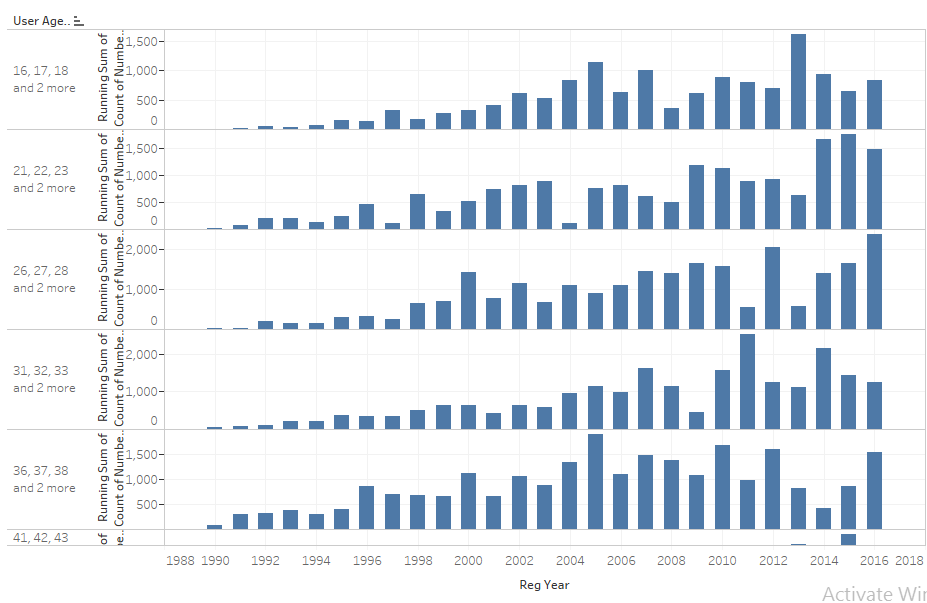 User Age..
16, 17, 18
and 2 more
Running Sum of
Count of Numbe..
1,500
1,000
500
0
21, 22, 23
and 2 more
Running Sum of
Count of Numbe..
1,500
1,000
500
0
26, 27, 28
and 2 more
Running Sum of
Count of Numbe..
2,000
1,000
0
31, 32, 33
and 2 more
Running Sum of
Count of Numbe..
2,000
1,000
0
36, 37, 38
and 2 more
Running Sum of
Count of Numbe..
1,500
1,000
500
41, 42, 43
of
e..
1988 1990 1992 1994 1996 1998 2000 2002 2004 2006 2008 2010 2012 2014 2016 2018
Reg Year
Activate Wi